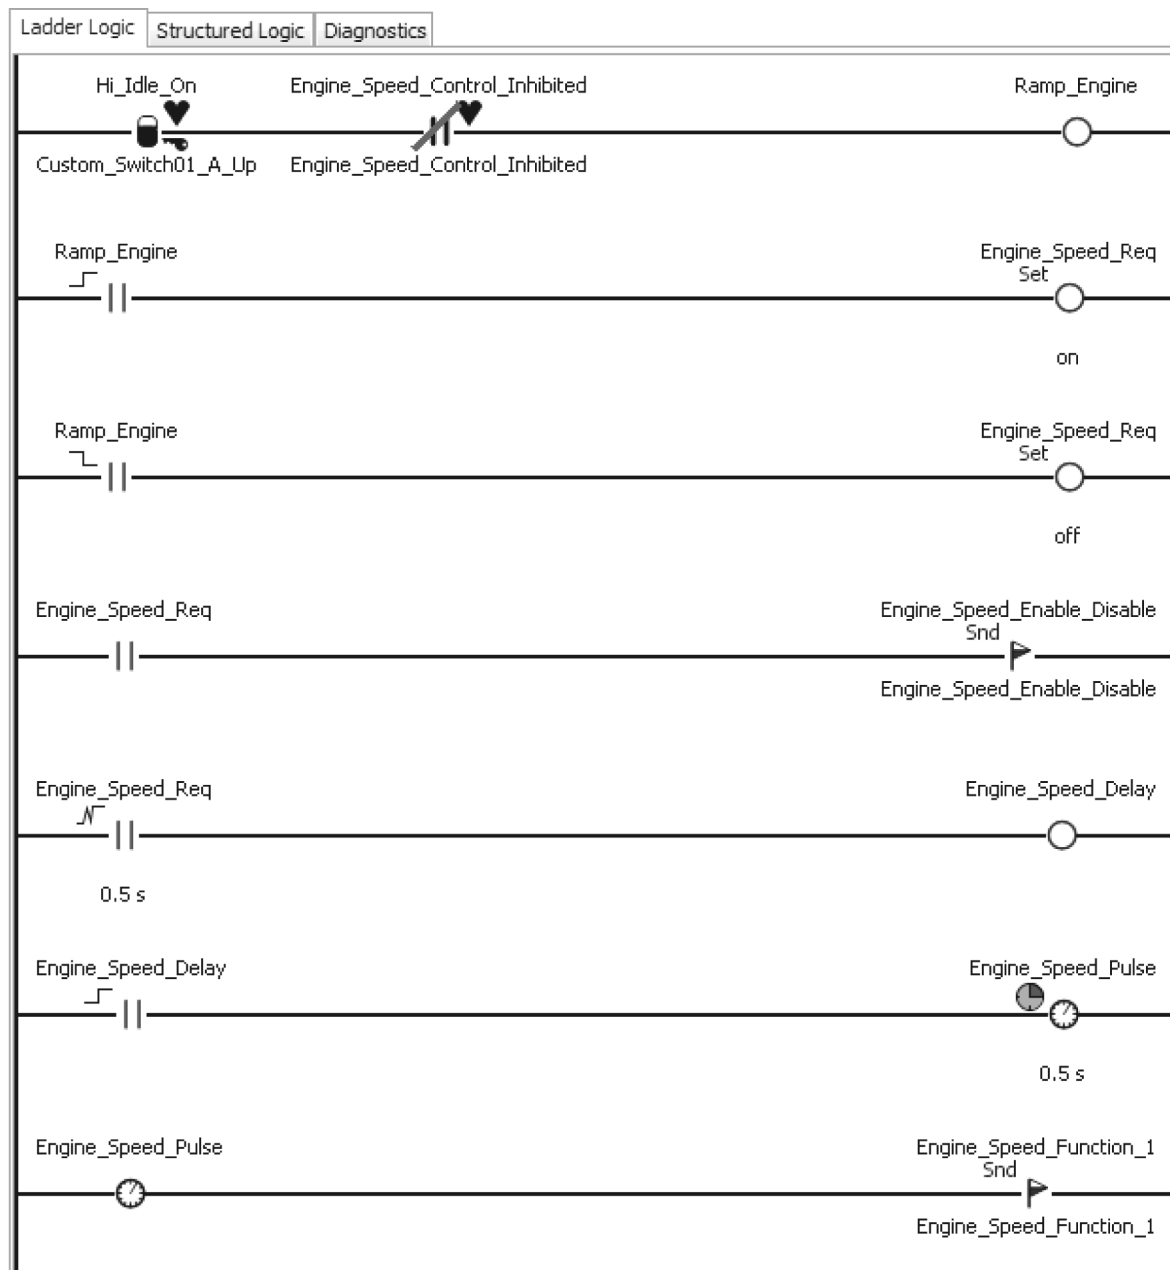 Ladder Logic Structured Logic Diagnostics
Hi_Idle_On Engine_Speed_Control_Inhibited Ramp_Engine
Custom_Switch01_A_Up Engine_Speed_Control_Inhibited
Ramp_Engine Engine_Speed_Req
Set
on
Ramp_Engine Engine_Speed_Req
Set
off
Engine_Speed_Req Engine_Speed_Enable_Disable
Snd
Engine_Speed_Enable_Disable
Engine_Speed_Req Engine_Speed_Delay
0.5 s
Engine_Speed_Delay Engine_Speed_Pulse
0.5 s
Engine_Speed_Pulse Engine_Speed_Function_1
Snd
Engine_Speed_Function_1